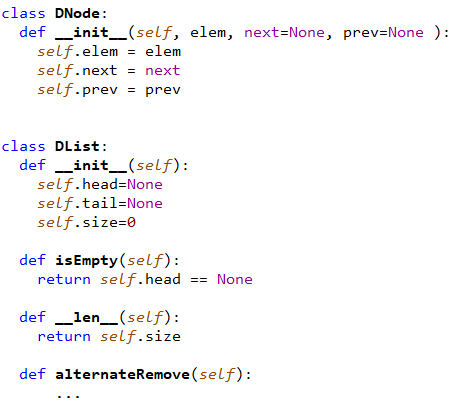 class DNode:
  def __init__(self, elem, next=None, prev=None ):
    self.elem = elem
    self.next = next
    self.prev = prev
class DList:
  def __init__(self):
    self.head=None
    self.tail=None
    self.size=0
  def isEmpty(self):
    return self.head == None
  def __len__(self):
    return self.size
  def alternateRemove(self):
      ...